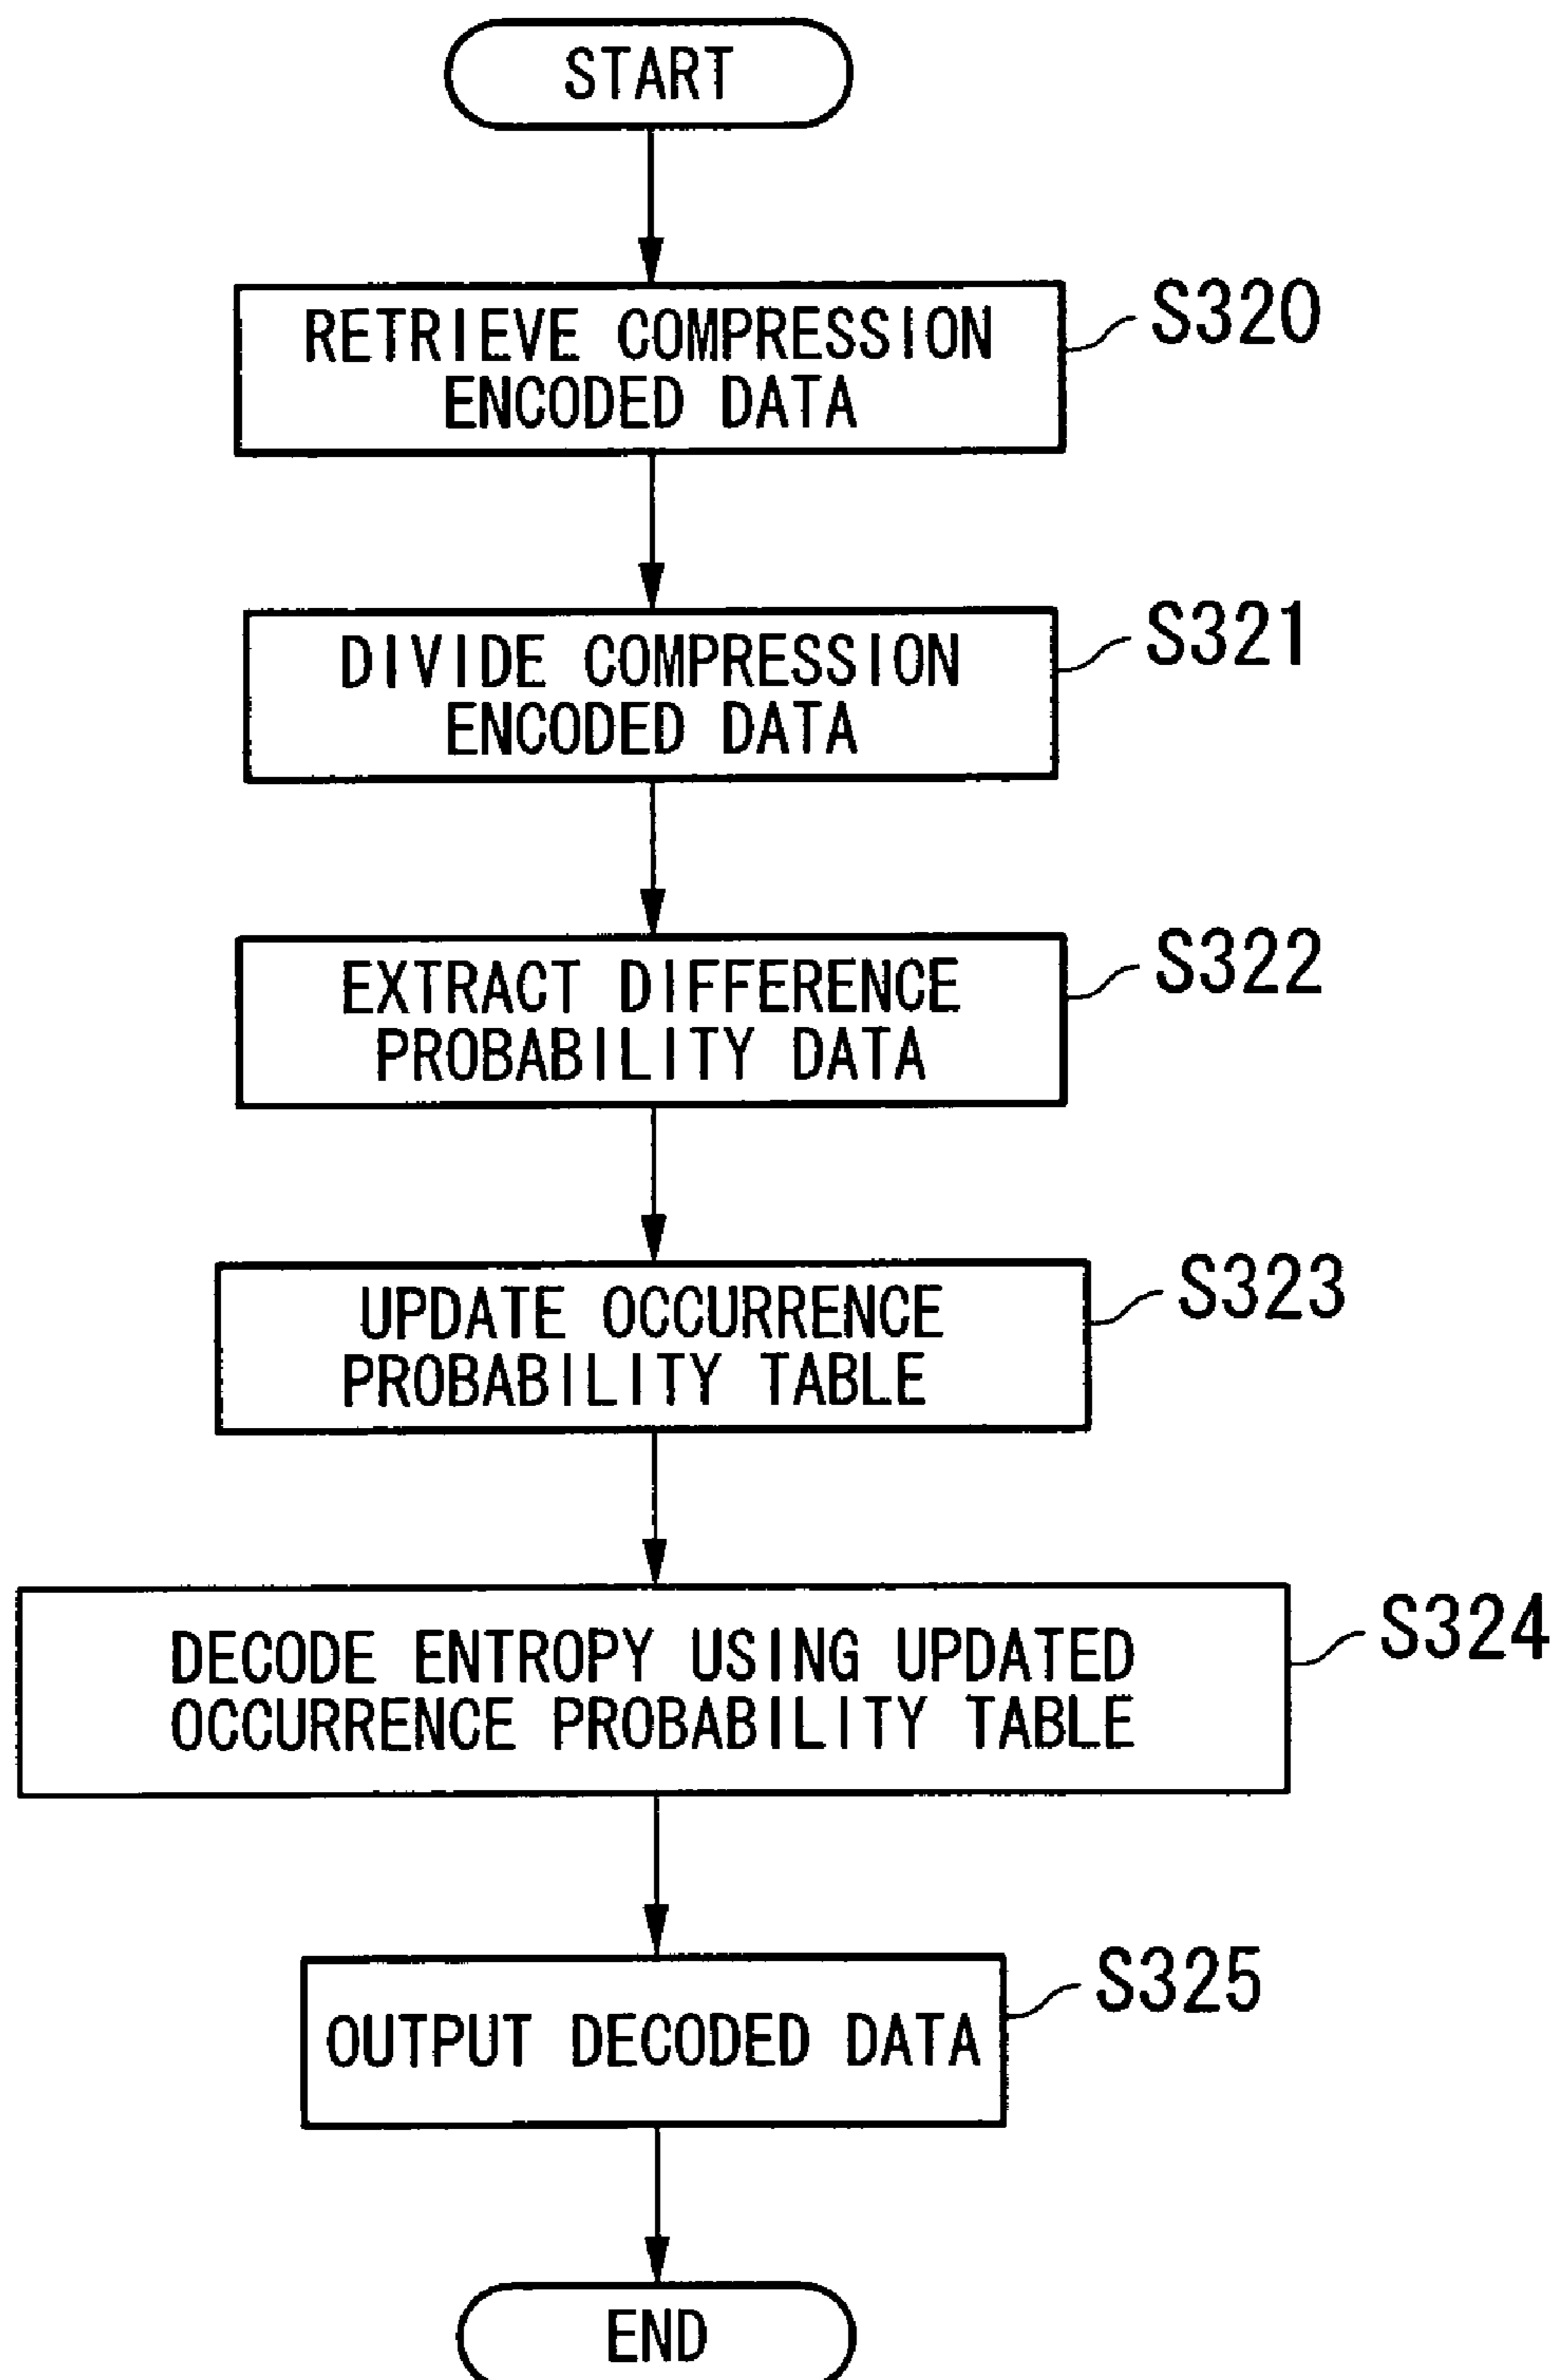 START
RETRIEVE COMPRESSION
ENCODED DATA
S320
DIVIDE COMPRESSION
ENCODED DATA
S321
EXTRACT DIFFERENCE
PROBABILITY DATA
S322
UPDATE OCCURRENCE
PROBABILITY TABLE
S323
DECODE ENTROPY USING UPDATED
OCCURRENCE PROBABILITY TABLE
S324
OUTPUT DECODED DATA
S325
END